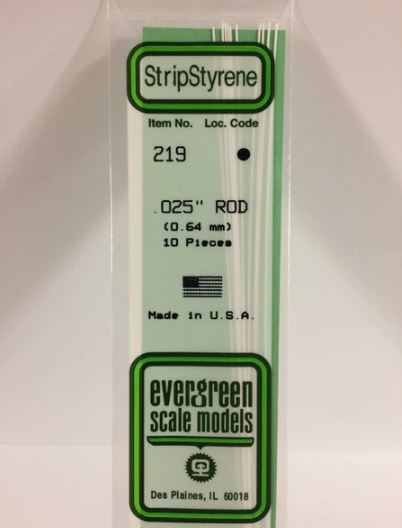 StripStyrene
Item No. Loc. Code
219
.025" ROD
(0.64 mm)
10 Pieces
Made in U.S.A.
evergreen
scale models
Des Plaines, IL 60018